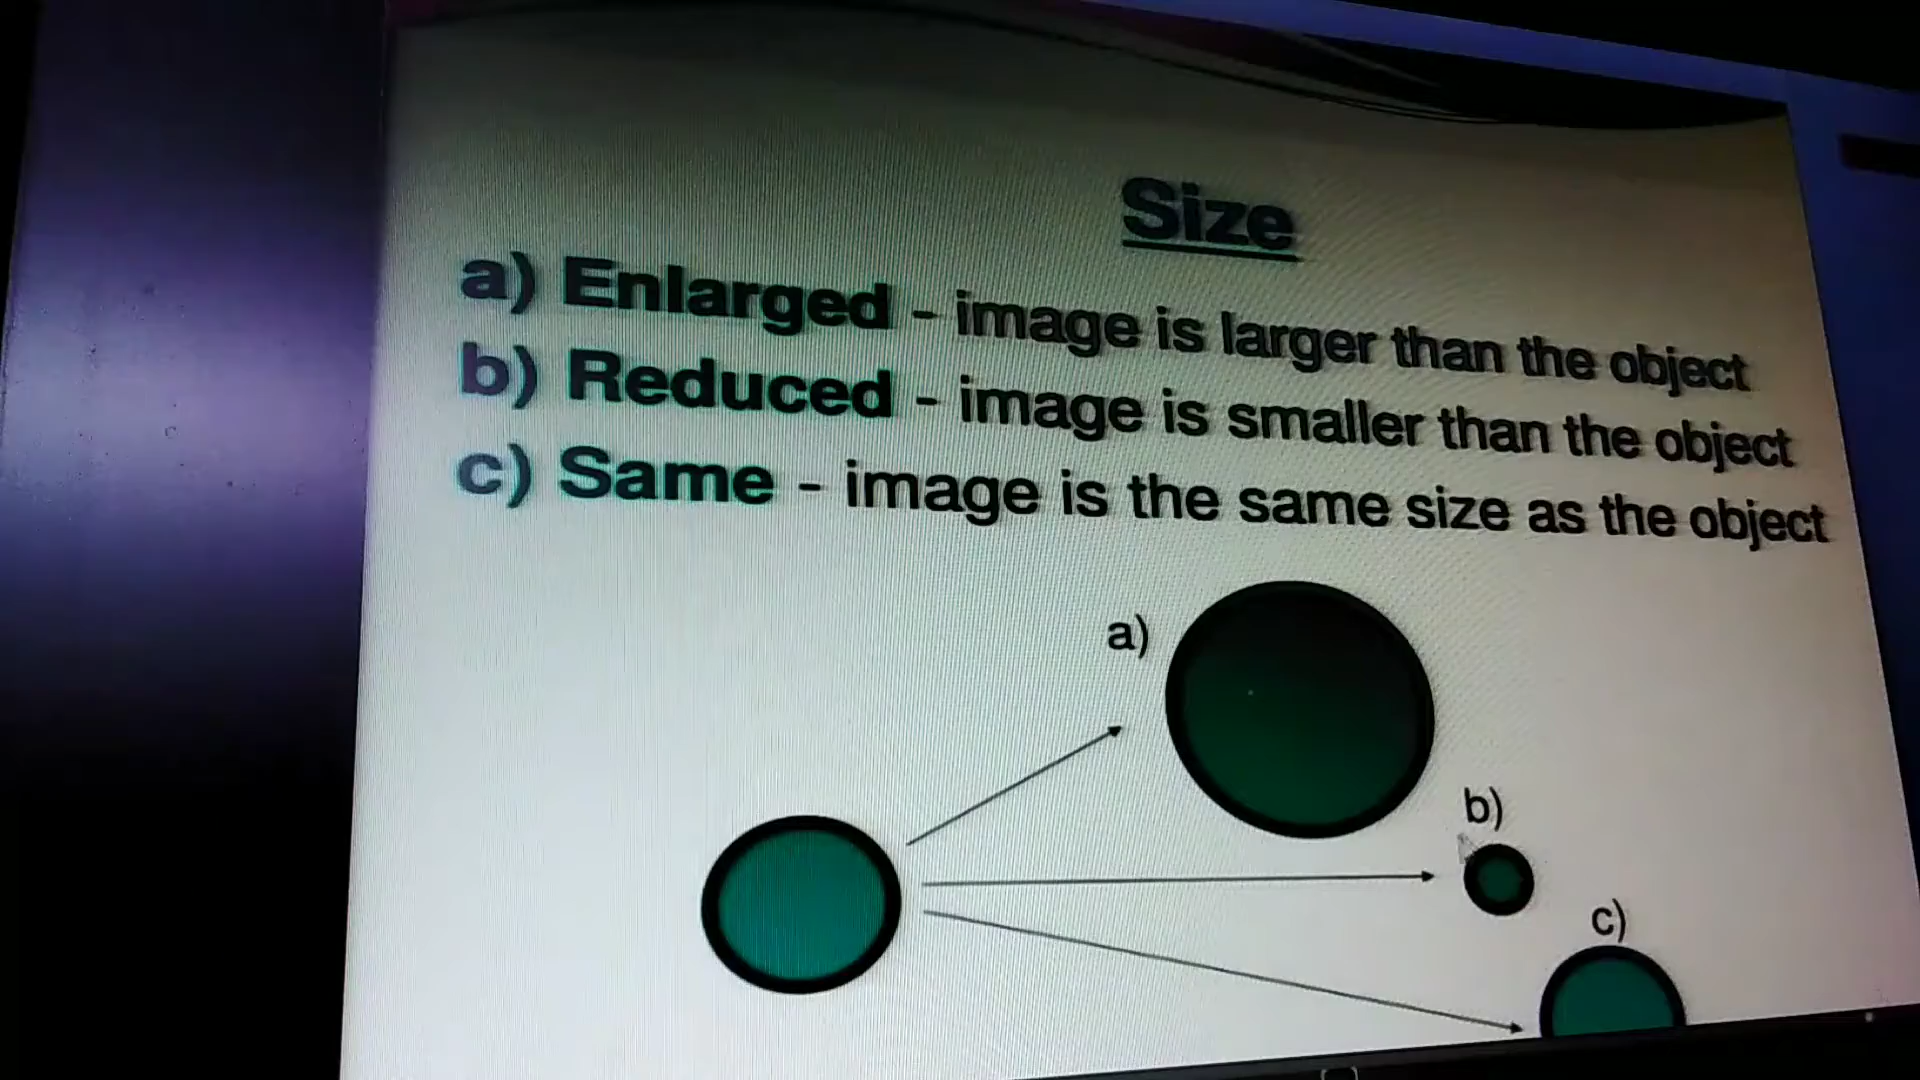 Size
a) Enlarged - image is larger than the object
b) Reduced - image is smaller than the object
c) Same - image is the same size as the object
a)
b)
c)